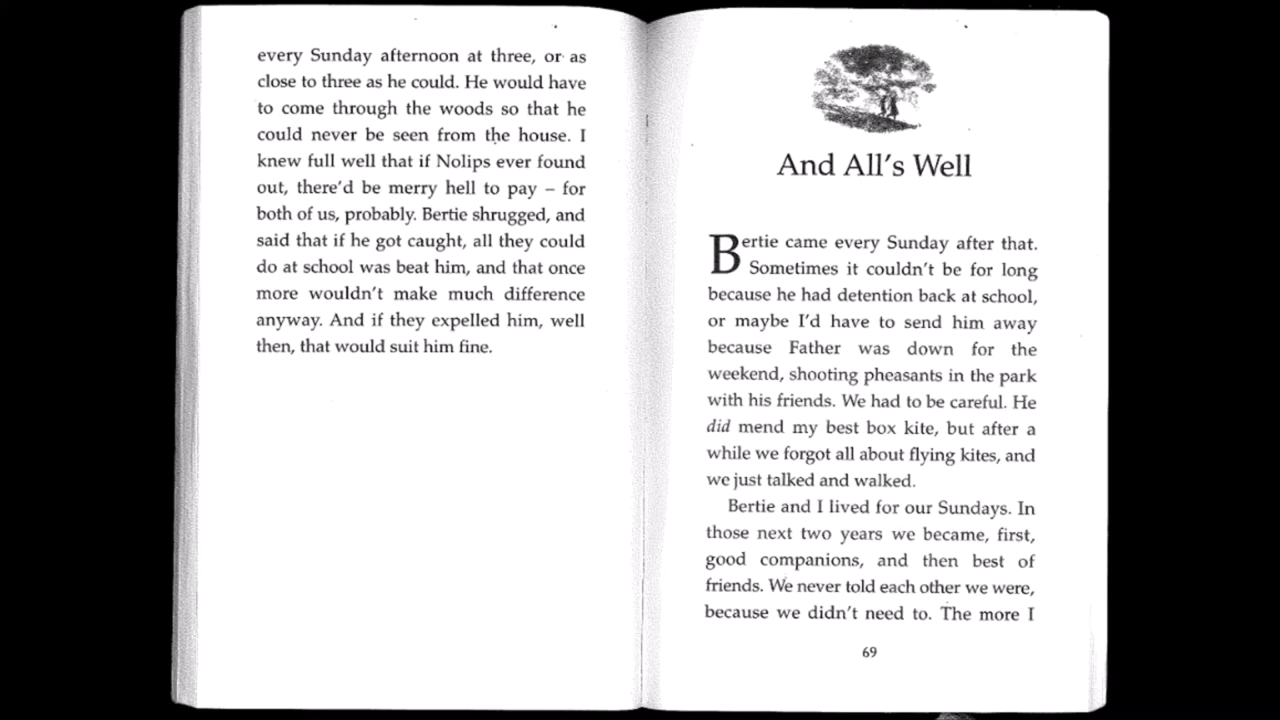 every Sunday afternoon at three, or as
close to three as he could. He would have
to come through the woods so that he
could never be seen from the house. I
knew full well that if Nolips ever found
out, there'd be merry hell to pay – for
both of us, probably. Bertie shrugged, and
said that if he got caught, all they could
do at school was beat him, and that once
more wouldn't make much difference
anyway. And if they expelled him, well
then, that would suit him fine.
And All's Well
Bertie came every Sunday after that.
Sometimes it couldn't be for long
because he had detention back at school,
or maybe I'd have to send him away
because Father was down for the
weekend, shooting pheasants in the park
with his friends. We had to be careful. He
did mend my best box kite, but after a
while we forgot all about flying kites, and
we just talked and walked.
Bertie and I lived for our Sundays. In
those next two years we became, first,
good companions, and then best of
friends. We never told each other we were,
because we didn't need to. The more I
69